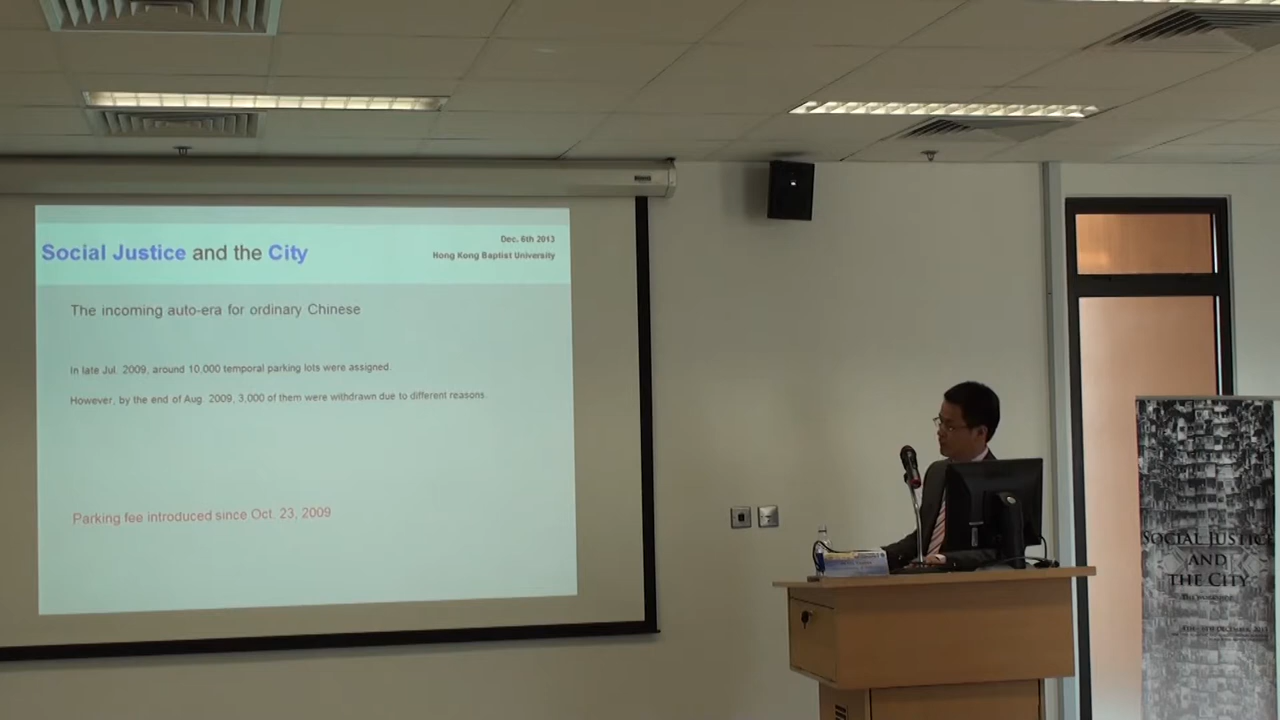 Social Justice and the City
Dec. 6th 2013
Hong Kong Baptist University
The incoming auto-era for ordinary Chinese
In late Jul. 2009, around 10,000 temporal parking lots were assigned.
However, by the end of Aug. 2009, 3,000 of them were withdrawn due to different reasons.
Parking fee introduced since Oct. 23, 2009
Social Justice
and
the City